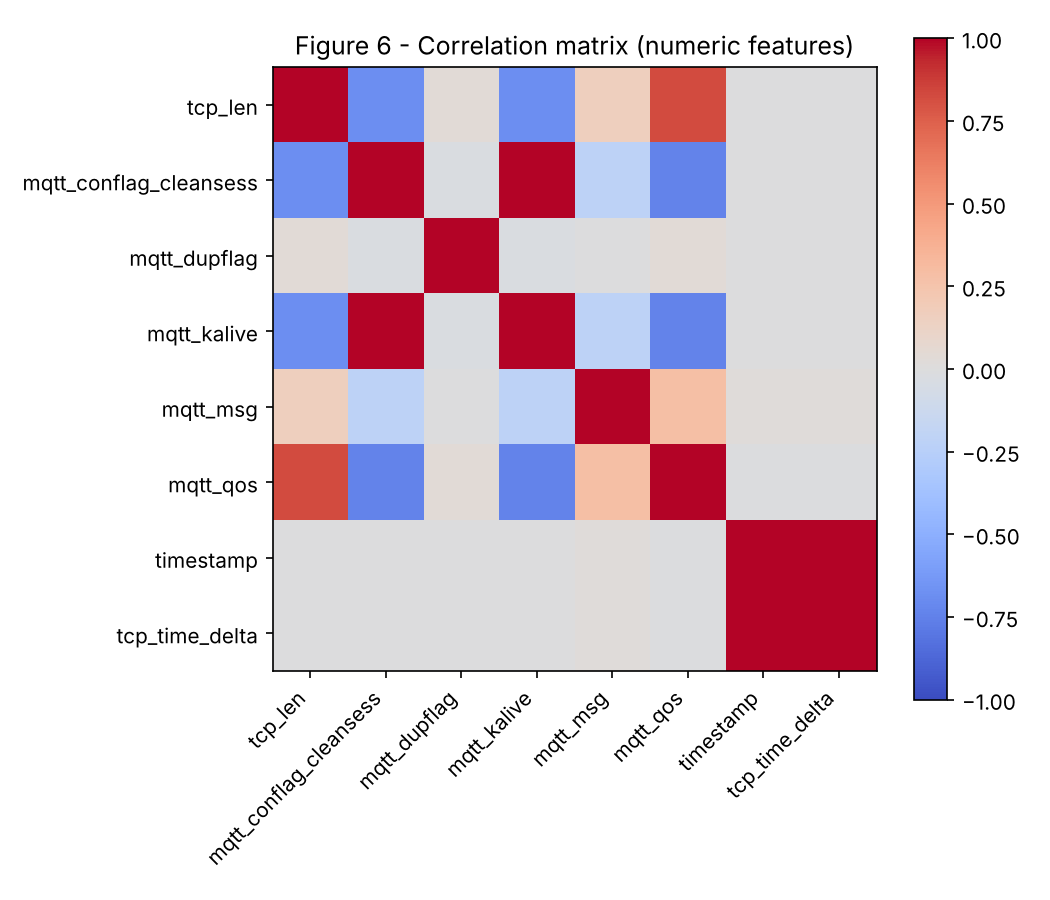 Figure 6 - Correlation matrix (numeric features)
tcp_len
mqtt_conflag_cleansess
mqtt_dupflag
mqtt_kalive
mqtt_msg
mqtt_qos
timestamp
tcp_time_delta
tcp_len
mqtt_conflag_cleansess
mqtt_dupflag
mqtt_kalive
mqtt_msg
mqtt_qos
timestamp
tcp_time_delta
1.00
0.75
0.50
0.25
0.00
−0.25
−0.50
−0.75
−1.00